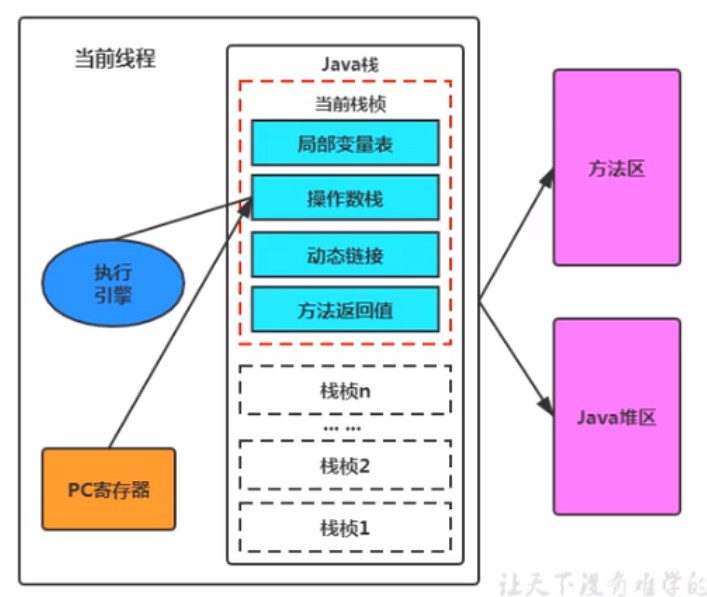 当前线程
Java栈
当前栈桢
局部变量表
操作数栈
动态链接
方法返回值
执行
引擎
栈桢n
... ...
栈桢2
PC寄存器
栈桢1
方法区
Java堆区
让天下没有难学的